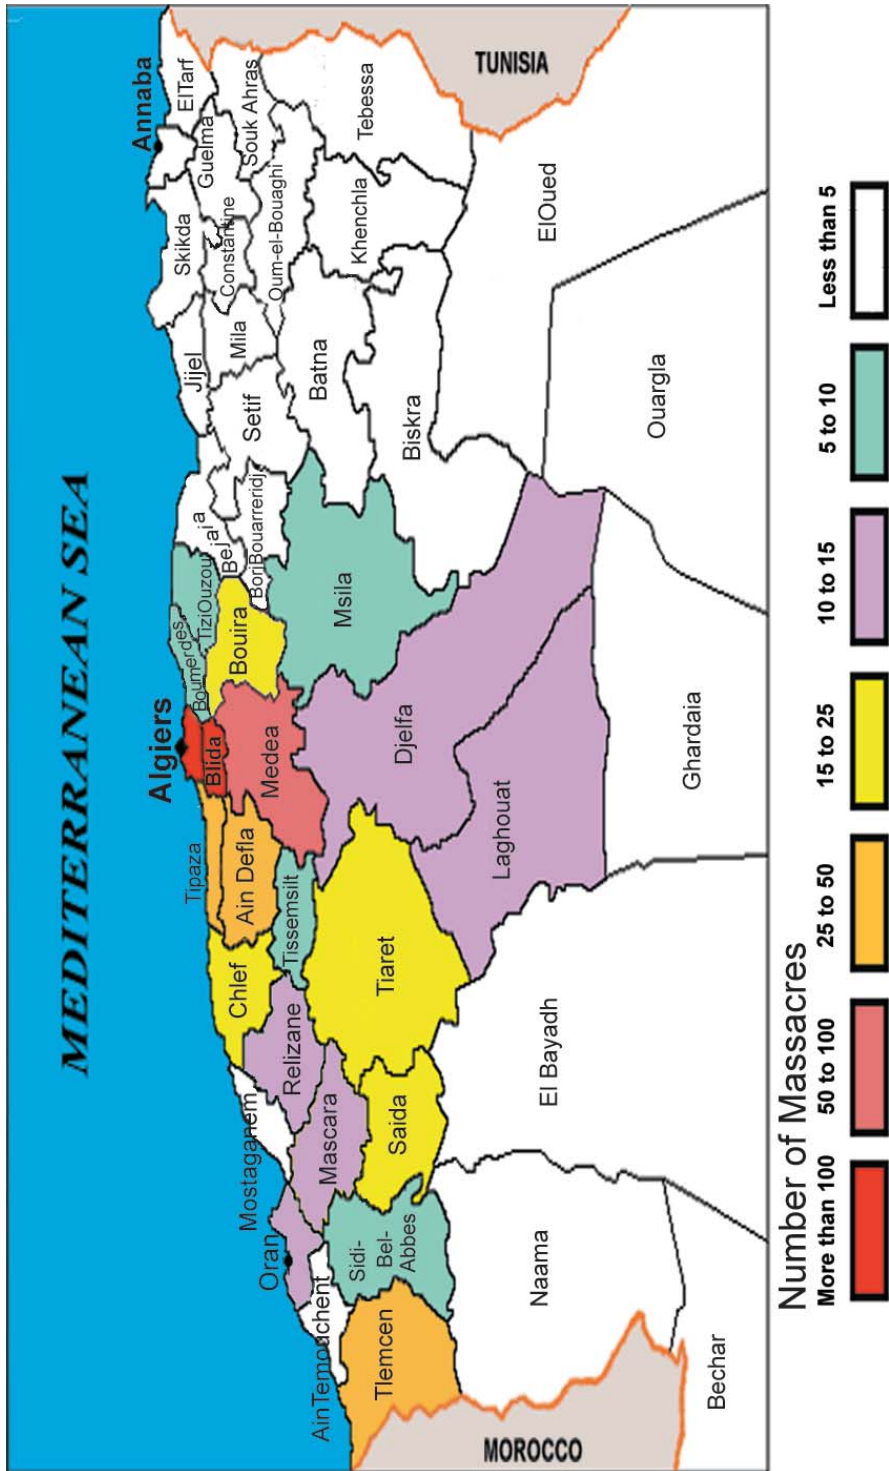 MEDITERRANEAN SEA
Oran
Mostaganem
Tipaza
Algiers
Annaba
AinTemouchent
Tlemcen
Sidi-
Bel-
Abbes
Mascara
Relizane
Chlef
Saida
Tiaret
Tissemsilt
Ain Defla
Blida
Medea
Boumerdes
TiziOuzou
Bouira
Bejaia
BorjBouarreridj
Msila
Djelfa
Laghouat
Jijel
Setif
Mila
Batna
Biskra
Skikda
Constantine
Oum-el-Bouaghi
Khenchla
Guelma
ElTarf
Souk Ahras
Tebessa
TUNISIA
ElOued
Ouargla
Ghardaia
El Bayadh
Naama
Bechar
MOROCCO
Number of Massacres
More than 100
50 to 100
25 to 50
15 to 25
10 to 15
5 to 10
Less than 5